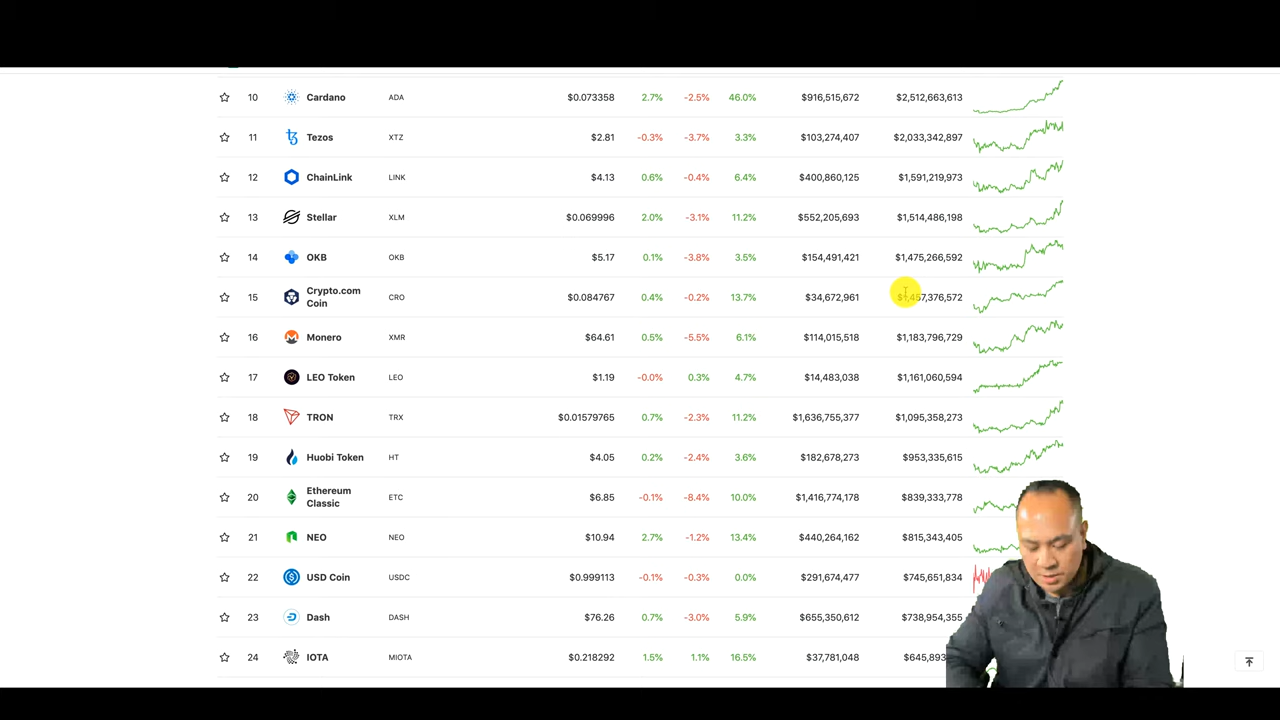 10 Cardano ADA $0.073358 2.7% -2.5% 46.0% $916,515,672 $2,512,663,613
11 Tezos XTZ $2.81 -0.3% -3.7% 3.3% $103,274,407 $2,033,342,897
12 ChainLink LINK $4.13 0.6% -0.4% 6.4% $400,860,125 $1,591,219,973
13 Stellar XLM $0.069996 2.0% -3.1% 11.2% $552,205,693 $1,514,486,198
14 OKB OKB $5.17 0.1% -3.8% 3.5% $154,491,421 $1,475,266,592
15 Crypto.com Coin CRO $0.084767 0.4% -0.2% 13.7% $34,672,961 $1,457,376,572
16 Monero XMR $64.61 0.5% -5.5% 6.1% $114,015,518 $1,183,796,729
17 LEO Token LEO $1.19 -0.0% 0.3% 4.7% $14,483,038 $1,161,060,594
18 TRON TRX $0.01579765 0.7% -2.3% 11.2% $1,636,755,377 $1,095,358,273
19 Huobi Token HT $4.05 0.2% -2.4% 3.6% $182,678,273 $953,335,615
20 Ethereum Classic ETC $6.85 -0.1% -8.4% 10.0% $1,416,774,178 $839,333,778
21 NEO NEO $10.94 2.7% -1.2% 13.4% $440,264,162 $815,343,405
22 USD Coin USDC $0.999113 -0.1% -0.3% 0.0% $291,674,477 $745,651,834
23 Dash DASH $76.26 0.7% -3.0% 5.9% $655,350,612 $738,954,355
24 IOTA MIOTA $0.218292 1.5% 1.1% 16.5% $37,781,048